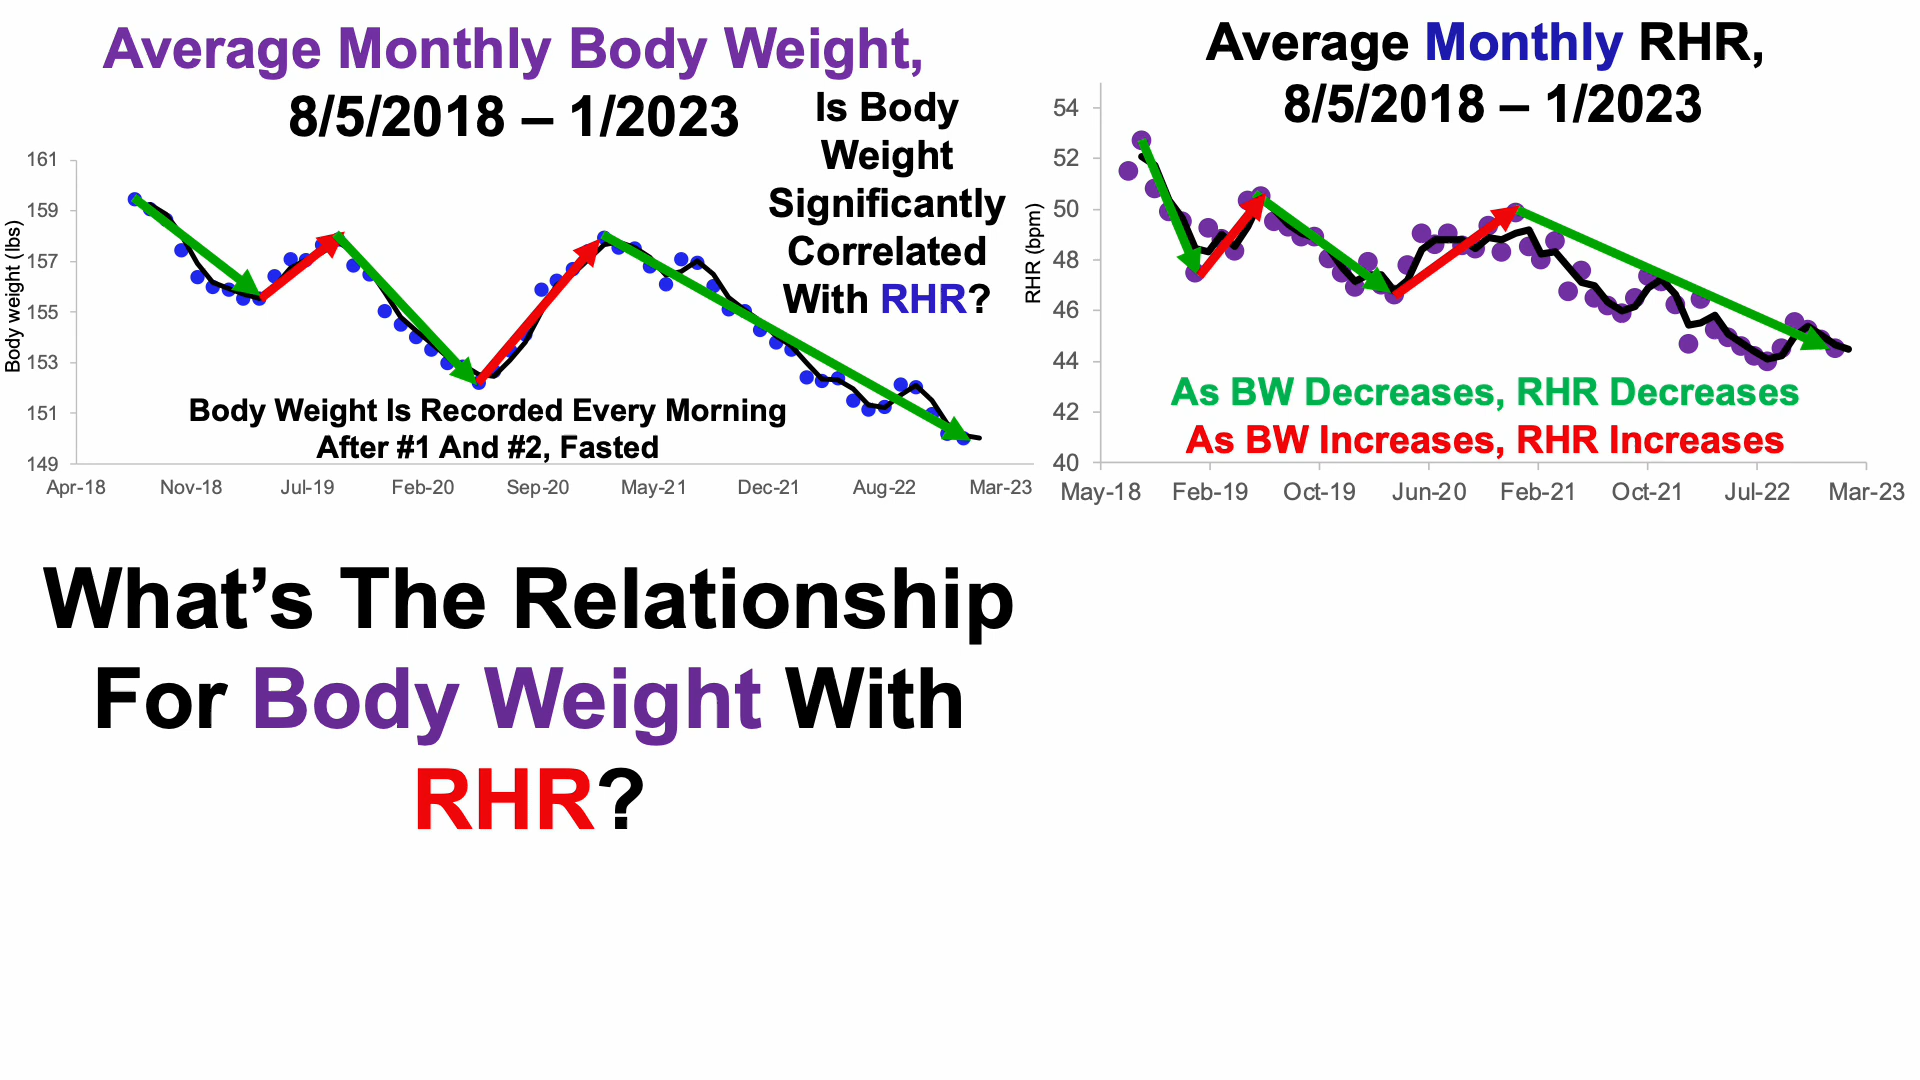 Average Monthly Body Weight,
8/5/2018 – 1/2023
Is Body
Weight
Significantly
Correlated
With RHR?
161
159
157
155
153
151
149
Body weight (lbs)
Body Weight Is Recorded Every Morning
After #1 And #2, Fasted
Apr-18 Nov-18 Jul-19 Feb-20 Sep-20 May-21 Dec-21 Aug-22 Mar-23
Average Monthly RHR,
8/5/2018 – 1/2023
54
52
50
48
46
44
42
40
RHR (bpm)
As BW Decreases, RHR Decreases
As BW Increases, RHR Increases
May-18 Feb-19 Oct-19 Jun-20 Feb-21 Oct-21 Jul-22 Mar-23
What’s The Relationship
For Body Weight With
RHR?